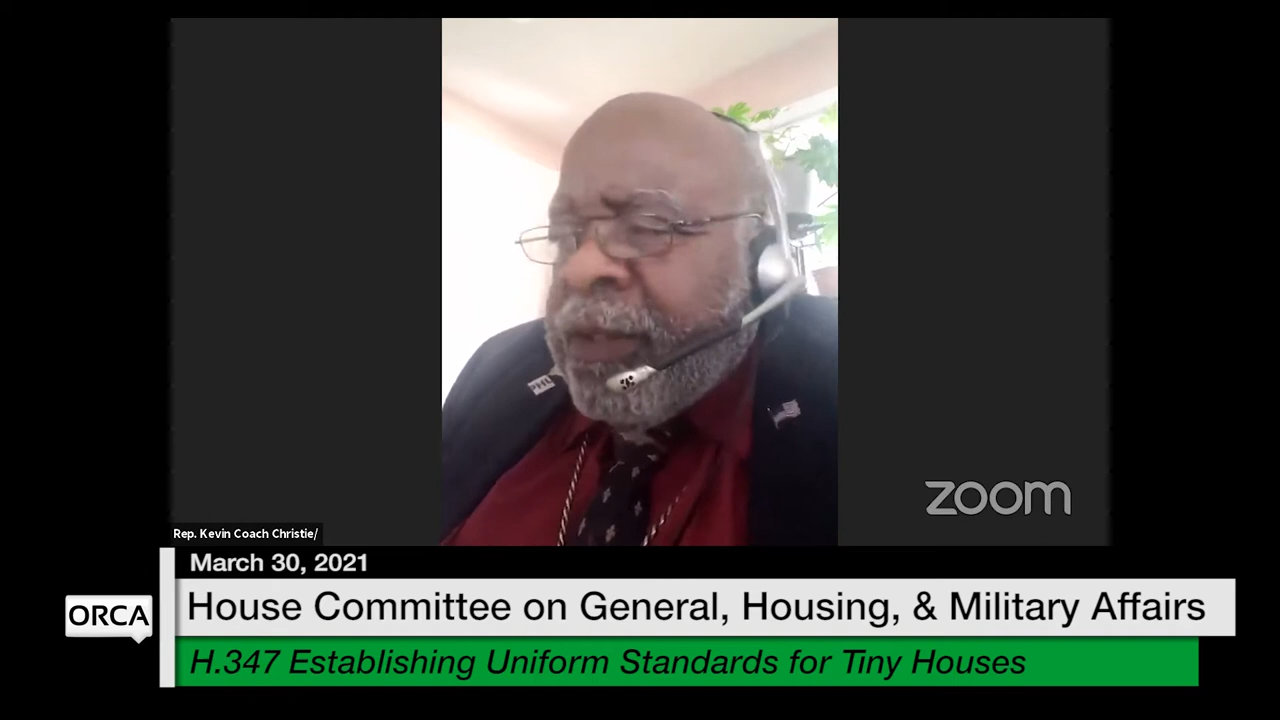 zoom
Rep. Kevin Coach Christie/
March 30, 2021
ORCA
House Committee on General, Housing, & Military Affairs
H.347 Establishing Uniform Standards for Tiny Houses